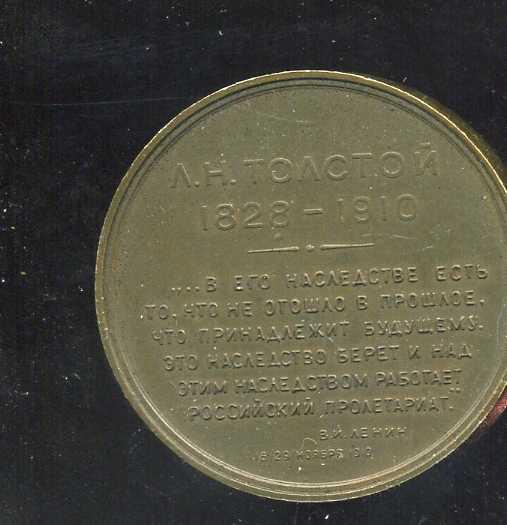 Л.Н. ТОЛСТОЙ
1828 – 1910
"... В ЕГО НАСЛЕДСТВЕ ЕСТЬ
ТО, ЧТО НЕ ОТОШЛО В ПРОШЛОЕ,
ЧТО ПРИНАДЛЕЖИТ БУДУЩЕМУ.
ЭТО НАСЛЕДСТВО БЕРЕТ И НАД
ЭТИМ НАСЛЕДСТВОМ РАБОТАЕТ
РОССИЙСКИЙ ПРОЛЕТАРИАТ."
В.И. ЛЕНИН
НОЯБРЯ